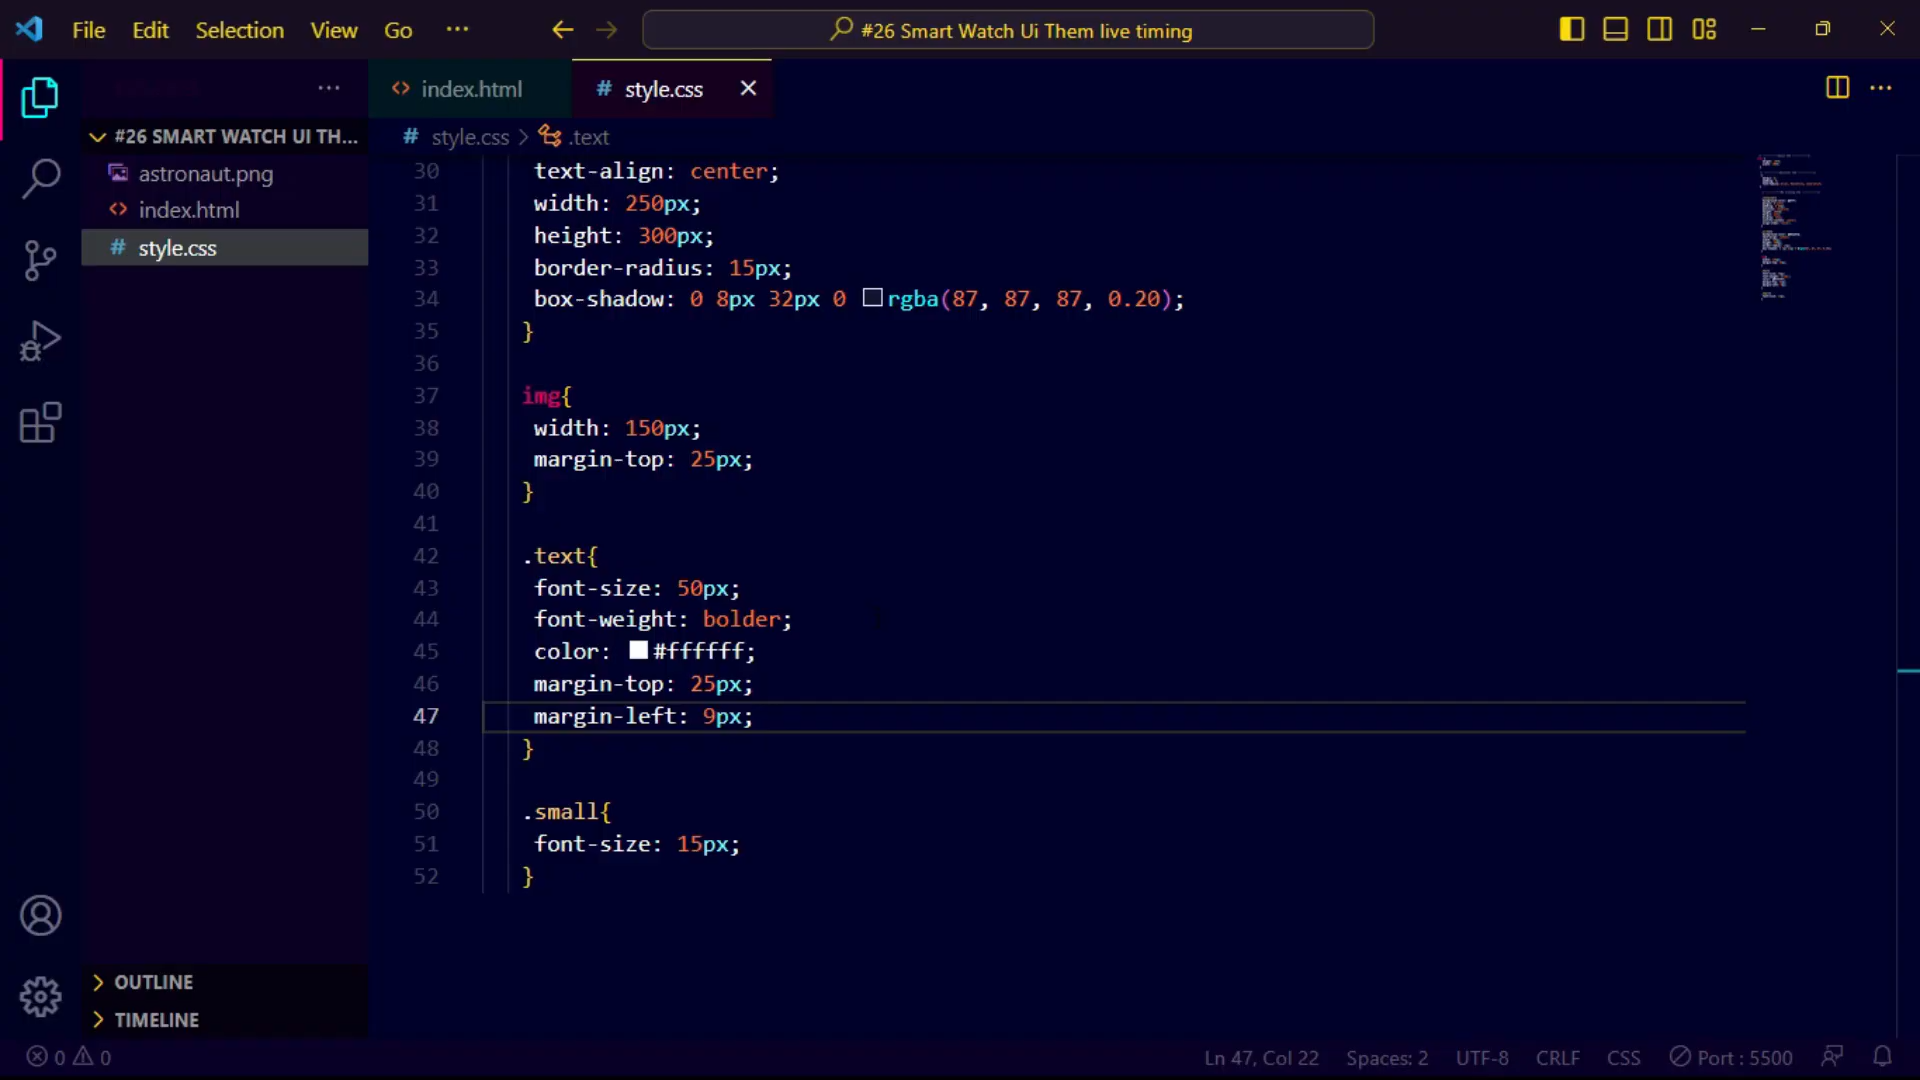 File Edit Selection View Go ···
#26 Smart Watch Ui Them live timing
#26 SMART WATCH UI TH...
astronaut.png
index.html
style.css
index.html
style.css
style.css > .text
30 text-align: center;
31 width: 250px;
32 height: 300px;
33 border-radius: 15px;
34 box-shadow: 0 8px 32px 0 rgba(87, 87, 87, 0.20);
35 }
36
37 img{
38 width: 150px;
39 margin-top: 25px;
40 }
41
42 .text{
43 font-size: 50px;
44 font-weight: bolder;
45 color: #ffffff;
46 margin-top: 25px;
47 margin-left: 9px;
48 }
49
50 .small{
51 font-size: 15px;
52 }
OUTLINE
TIMELINE
0 0
Ln 47, Col 22 Spaces: 2 UTF-8 CRLF CSS Port : 5500